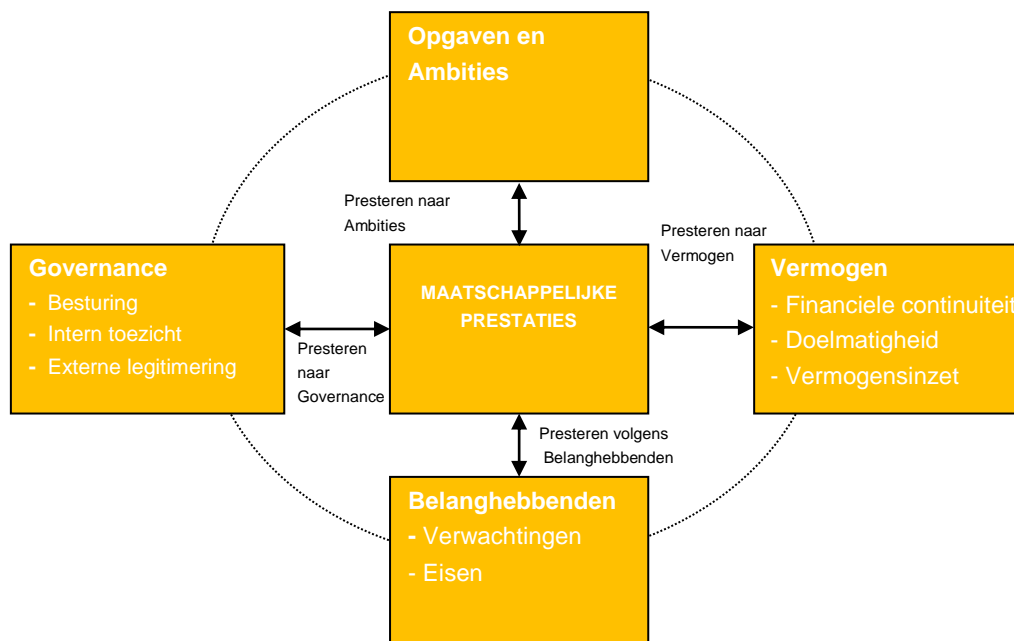 Opgaven en
Ambities
Presteren naar
Ambities
Presteren naar
Vermogen
Governance
- Besturing
- Intern toezicht
- Externe legitimering
Presteren
naar
Governance
MAATSCHAPPELIJKE
PRESTATIES
Vermogen
- Financiele continuiteit
- Doelmatigheid
- Vermogensinzet
Presteren volgens
Belanghebbenden
Belanghebbenden
- Verwachtingen
- Eisen